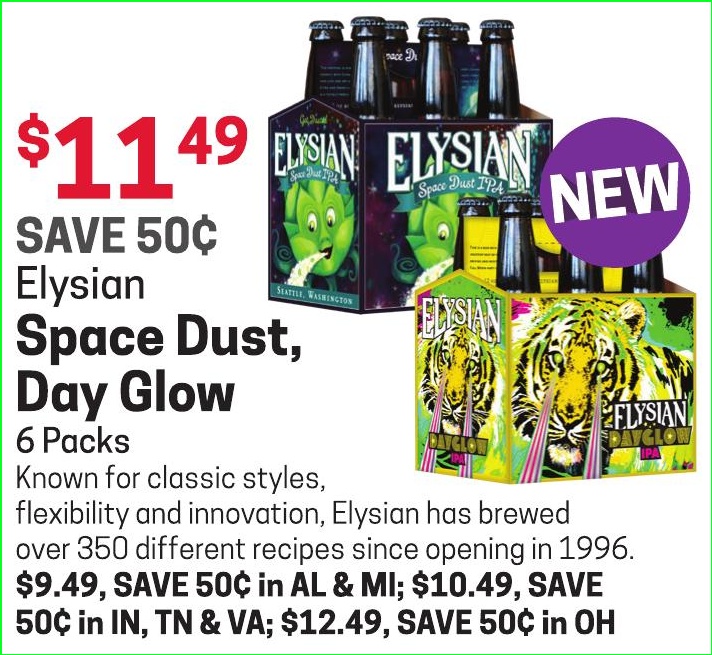 $11 49
SAVE 50¢
Elysian
Space Dust,
Day Glow
6 Packs
Known for classic styles,
flexibility and innovation, Elysian has brewed
over 350 different recipes since opening in 1996.
$9.49, SAVE 50¢ in AL & MI; $10.49, SAVE
50¢ in IN, TN & VA; $12.49, SAVE 50¢ in OH
NEW
ELYSIAN
Space Dust IPA
SEATTLE, WASHINGTON
ELYSIAN
Space Dust IPA
ELYSIAN
DAYGLOW
IPA
ELYSIAN
DAYGLOW
IPA